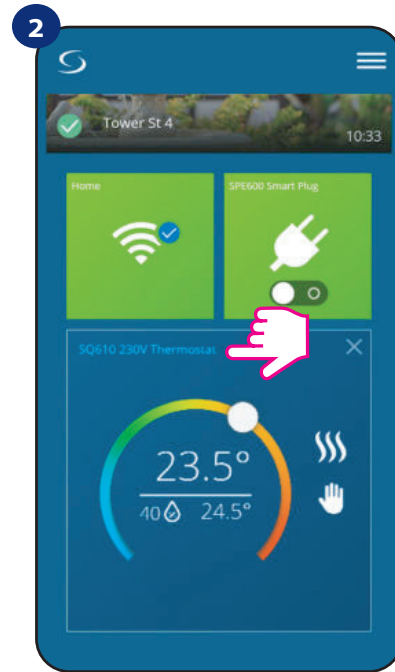 2
Tower St 4
10:33
Home
SPE600 Smart Plug
SQ610 230V Thermostat
23.5°
40 24.5°